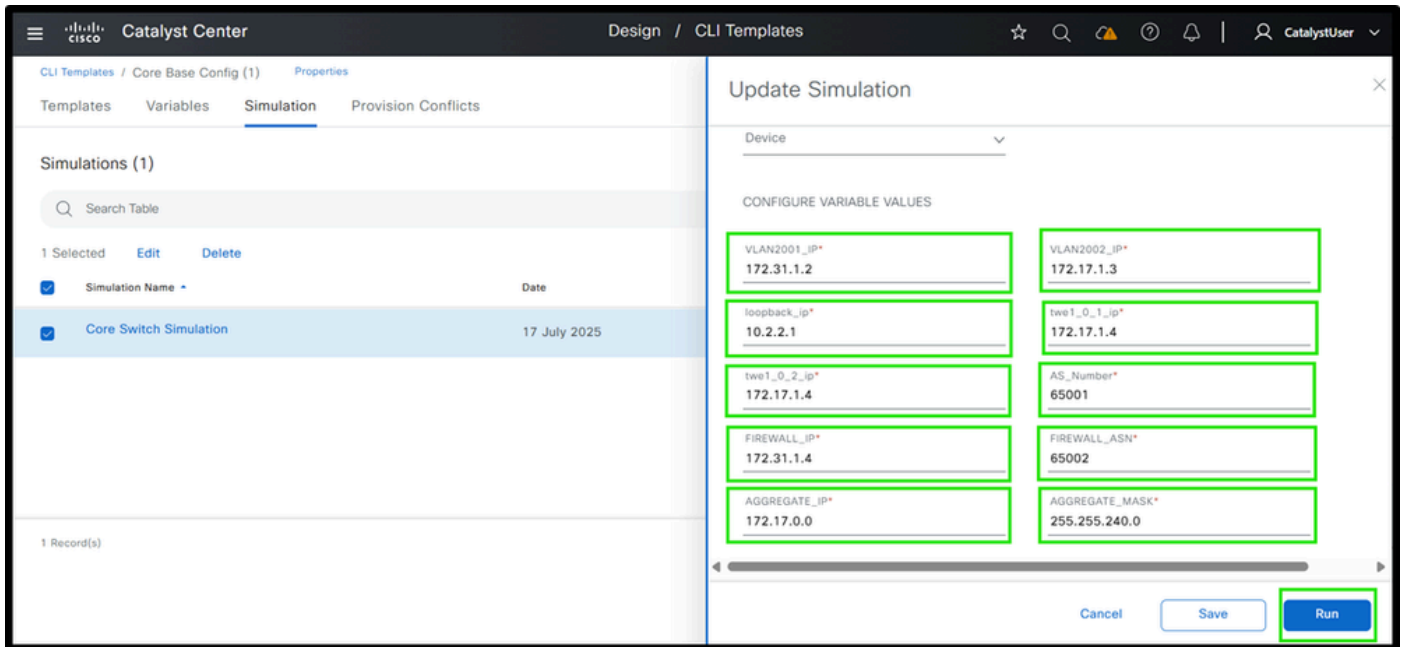 cisco Catalyst Center Design / CLI Templates CatalystUser
CLI Templates / Core Base Config (1) Properties
Templates Variables Simulation Provision Conflicts
Simulations (1)
Search Table
1 Selected Edit Delete
Simulation Name Date
Core Switch Simulation 17 July 2025
1 Record(s)
Update Simulation
Device
CONFIGURE VARIABLE VALUES
VLAN2001_IP* VLAN2002_IP*
172.31.1.2 172.17.1.3
loopback_ip* twe1_0_1_ip*
10.2.2.1 172.17.1.4
twe1_0_2_ip* AS_Number*
172.17.1.4 65001
FIREWALL_IP* FIREWALL_ASN*
172.31.1.4 65002
AGGREGATE_IP* AGGREGATE_MASK*
172.17.0.0 255.255.240.0
Cancel Save Run